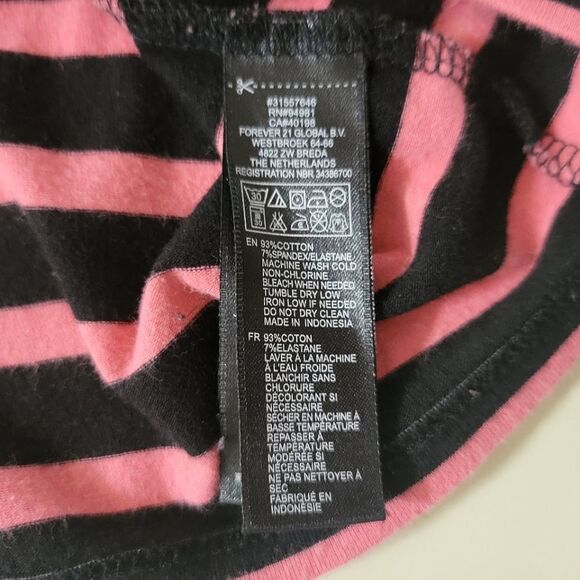 #31557646
RN#94981
CA#40198
FOREVER 21 GLOBAL B.V.
WESTBROEK 64-66
4822 ZW BREDA
THE NETHERLANDS
REGISTRATION NBR 34386700
30
EN 93%COTTON
7%SPANDEX/ELASTANE
MACHINE WASH COLD
NON-CHLORINE
BLEACH WHEN NEEDED
TUMBLE DRY LOW
IRON LOW IF NEEDED
DO NOT DRY CLEAN
MADE IN INDONESIA
FR 93%COTON
7%ELASTANE
LAVER À LA MACHINE
À L'EAU FROIDE
BLANCHIR SANS
CHLORURE
DÉCOLORANT SI
NÉCESSAIRE
SÉCHER EN MACHINE À
BASSE TEMPÉRATURE
REPASSER À
TEMPÉRATURE
MODÉRÉE SI
NÉCESSAIRE
NE PAS NETTOYER À
SEC
FABRIQUÉ EN
INDONÉSIE